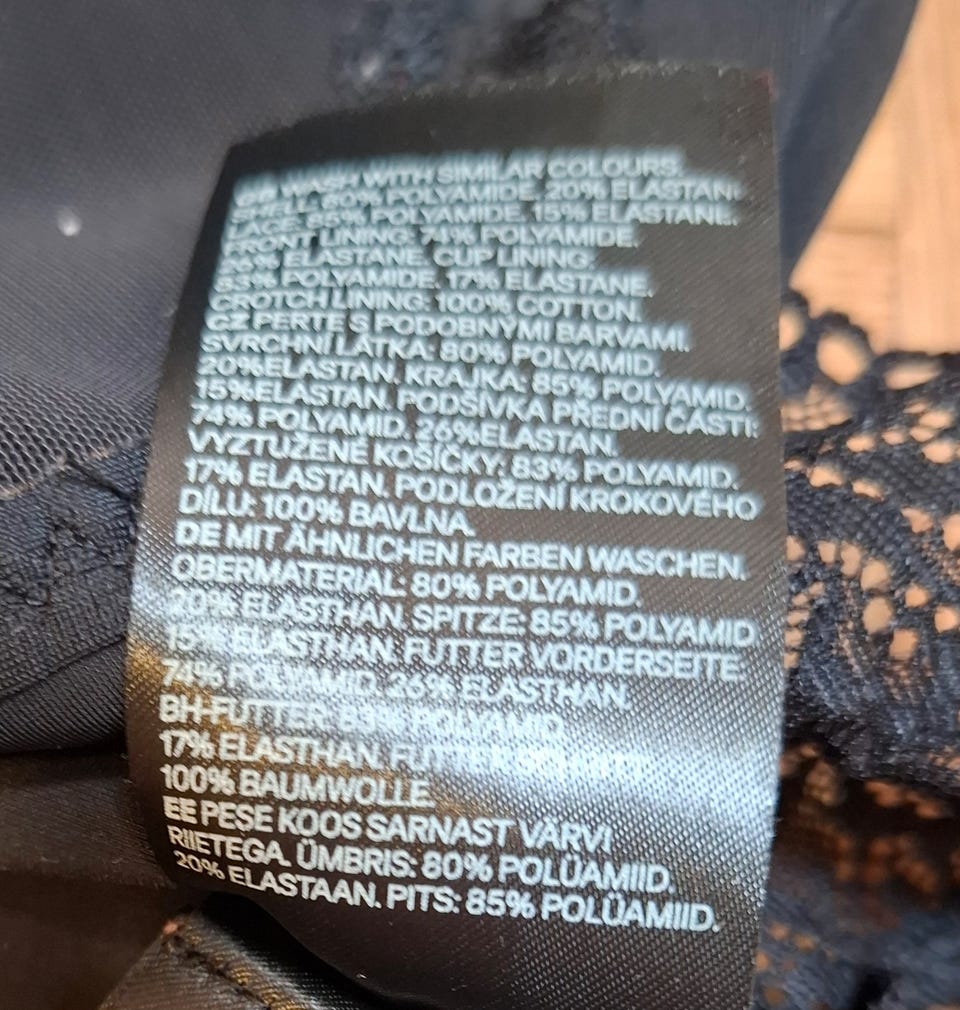 GB WASH WITH SIMILAR COLOURS.
SHELL: 80% POLYAMIDE. 20% ELASTANE.
LACE: 85% POLYAMIDE. 15% ELASTANE.
FRONT LINING: 74% POLYAMIDE.
26% ELASTANE. CUP LINING:
83% POLYAMIDE. 17% ELASTANE.
CROTCH LINING: 100% COTTON.
CZ PERTE S PODOBNÝMI BARVAMI.
SVRCHNÍ LÁTKA: 80% POLYAMID.
20%ELASTAN. KRAJKA: 85% POLYAMID.
15%ELASTAN. PODŠÍVKA PŘEDNÍ ČÁSTI:
74% POLYAMID. 26%ELASTAN.
VYZTUŽENÉ KOŠÍČKY: 83% POLYAMID.
17% ELASTAN. PODLOŽENÍ KROKOVÉHO
DÍLU: 100% BAVLNA.
DE MIT ÄHNLICHEN FARBEN WASCHEN.
OBERMATERIAL: 80% POLYAMID.
20% ELASTHAN. SPITZE: 85% POLYAMID
15% ELASTHAN. FUTTER VORDERSEITE
74% POLYAMID. 26% ELASTHAN.
BH-FUTTER: 83% POLYAMID.
17% ELASTHAN.
100% BAUMWOLLE.
EE PESE KOOS SARNAST VÄRVI
RIIETEGA. ÜMBRIS: 80% POLÜAMIID.
20% ELASTAAN. PITS: 85% POLÜAMIID.